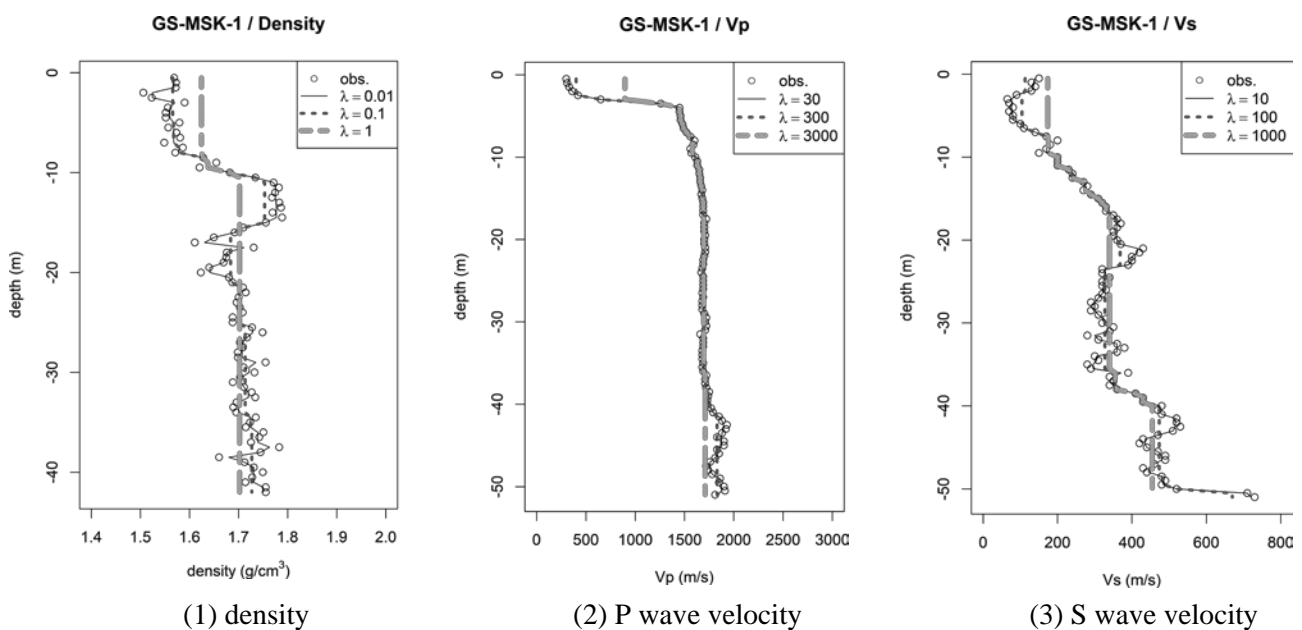 GS-MSK-1 / Density
obs.
λ = 0.01
λ = 0.1
λ = 1
0
-10
-20
-30
-40
depth (m)
1.4 1.5 1.6 1.7 1.8 1.9 2.0
density (g/cm³)
(1) density
GS-MSK-1 / Vp
obs.
λ = 30
λ = 300
λ = 3000
0
-10
-20
-30
-40
-50
depth (m)
0 500 1000 1500 2000 2500 3000
Vp (m/s)
(2) P wave velocity
GS-MSK-1 / Vs
obs.
λ = 10
λ = 100
λ = 1000
0
-10
-20
-30
-40
-50
depth (m)
0 200 400 600 800
Vs (m/s)
(3) S wave velocity